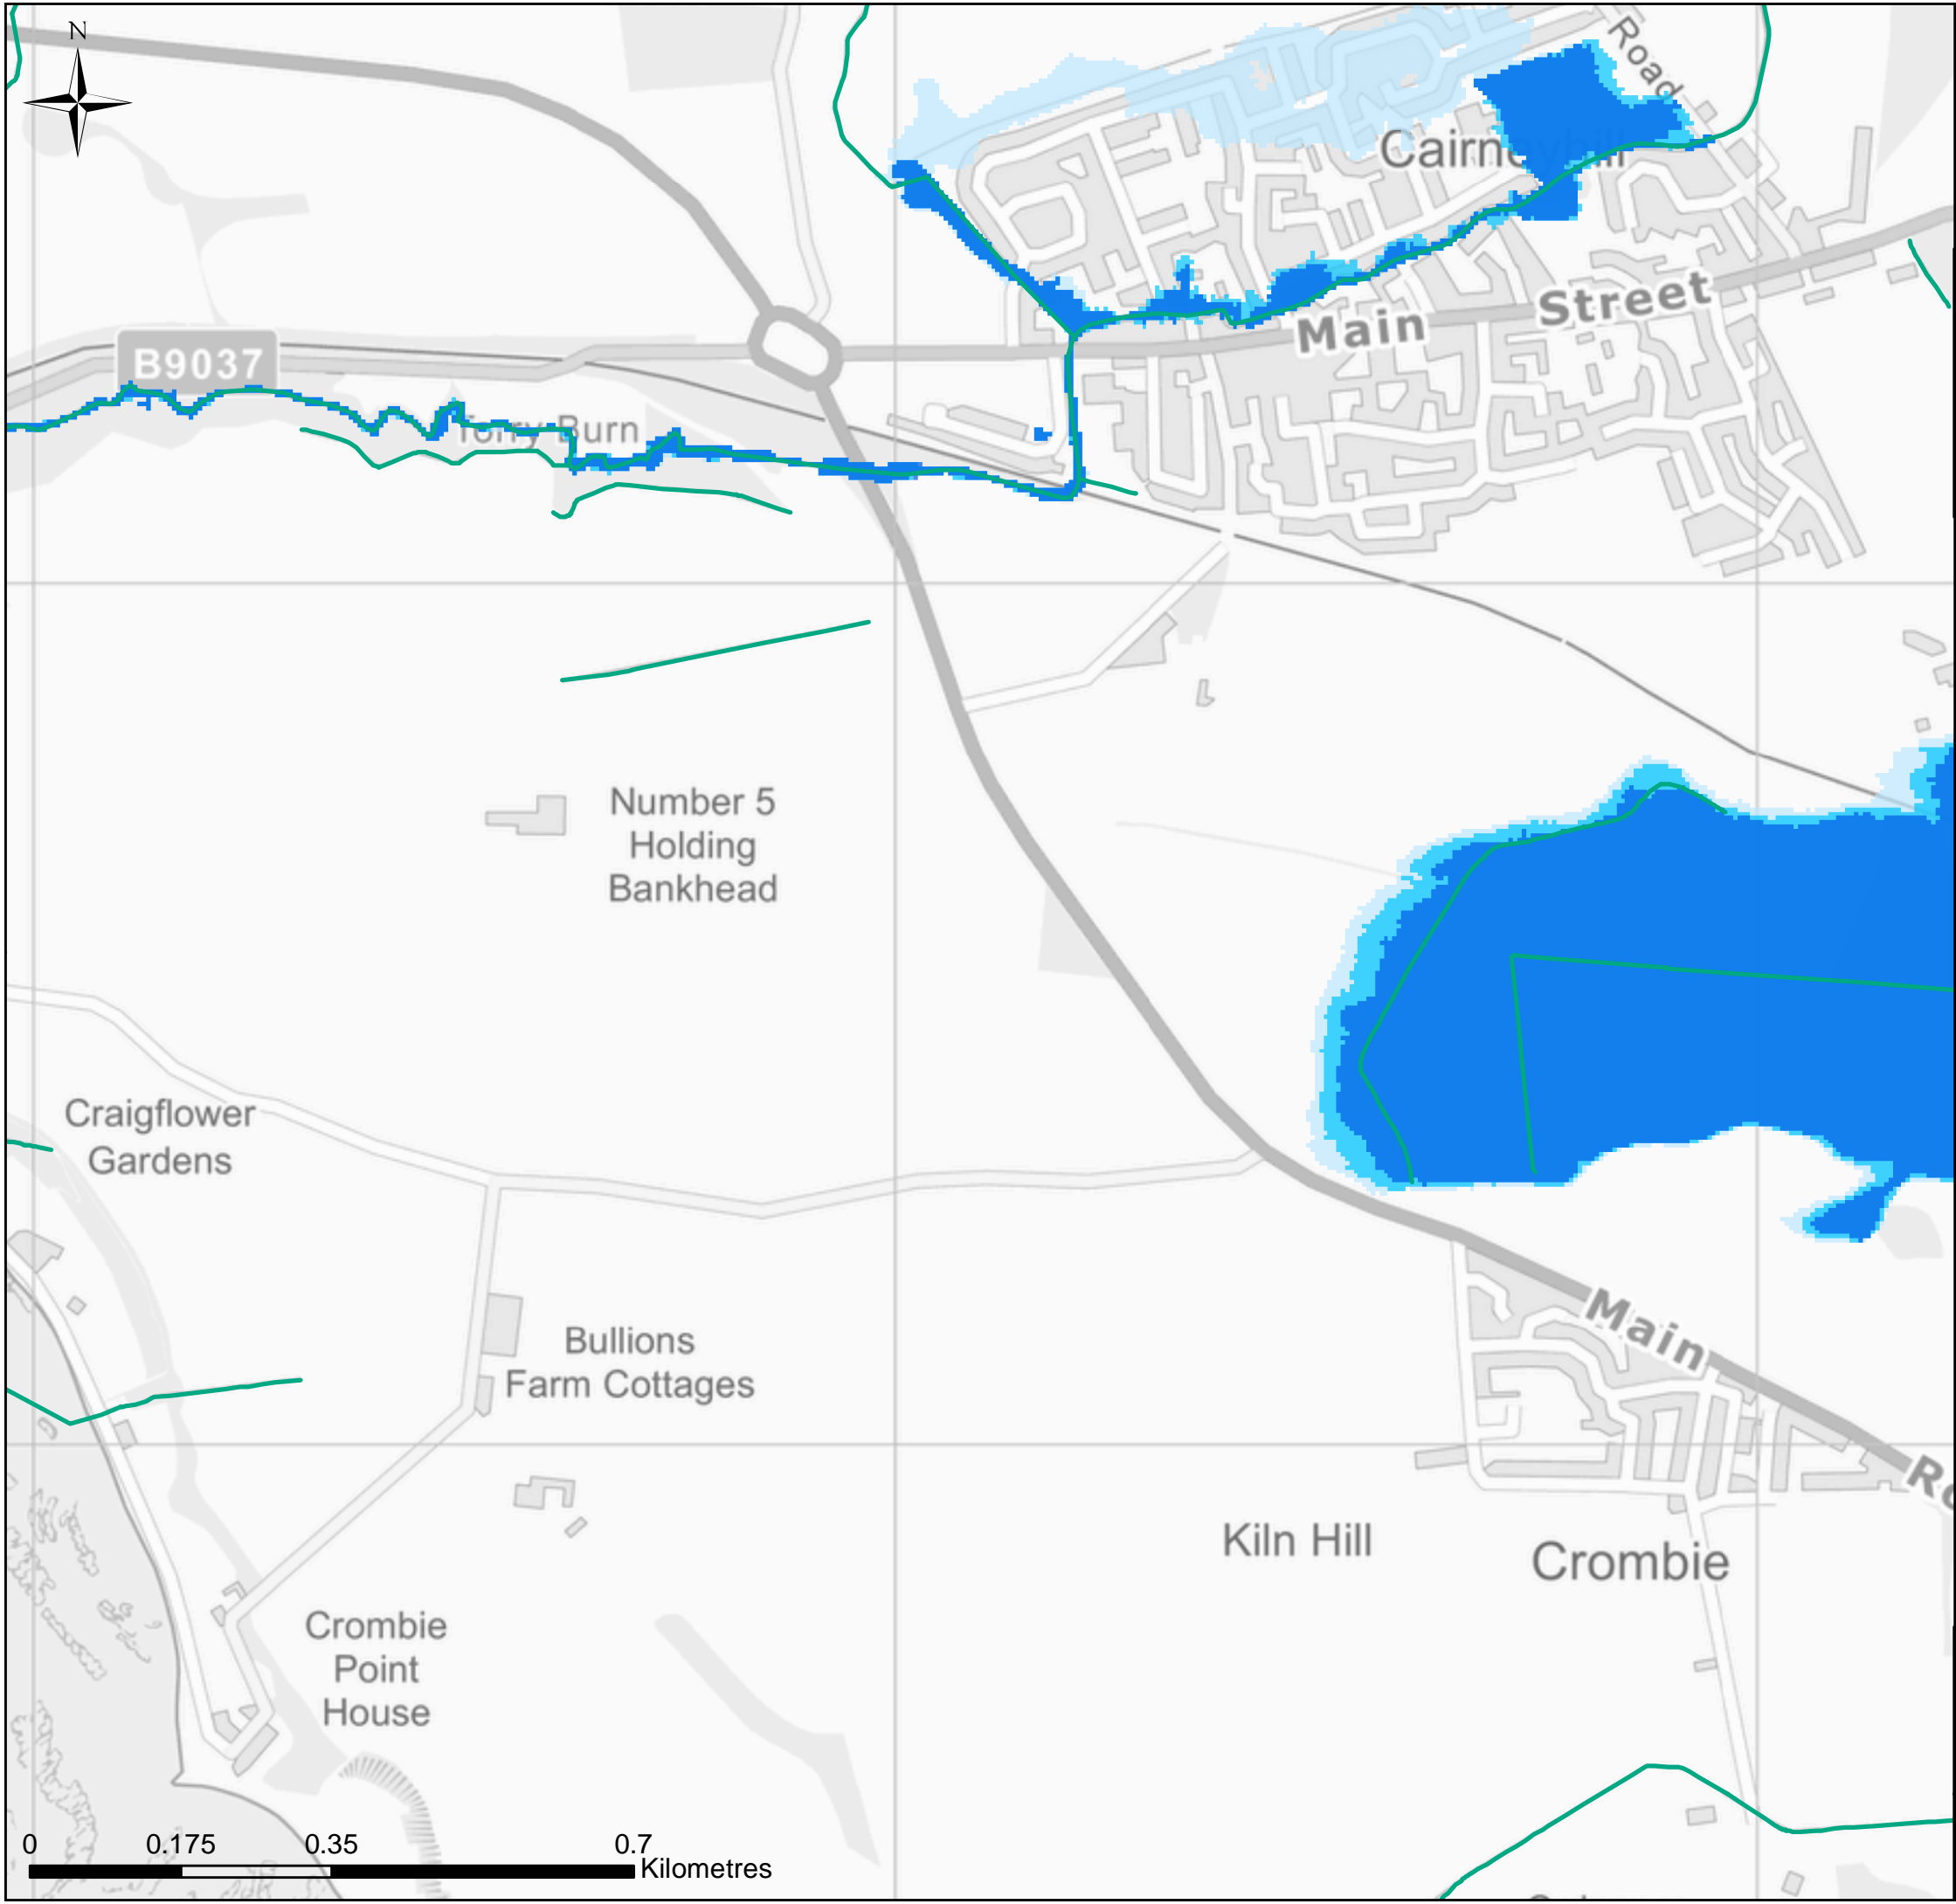 N
Road
Cairneyhill
Main Street
B9037
Torry Burn
Number 5
Holding
Bankhead
Craigflower
Gardens
Main
Bullions
Farm Cottages
Kiln Hill
Crombie
Crombie
Point
House
0 0.175 0.35 0.7
Kilometres